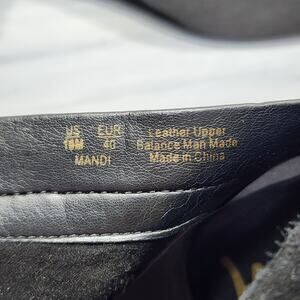 US EUR Leather Upper
10M 40 Balance Man Made
MANDI Made in China